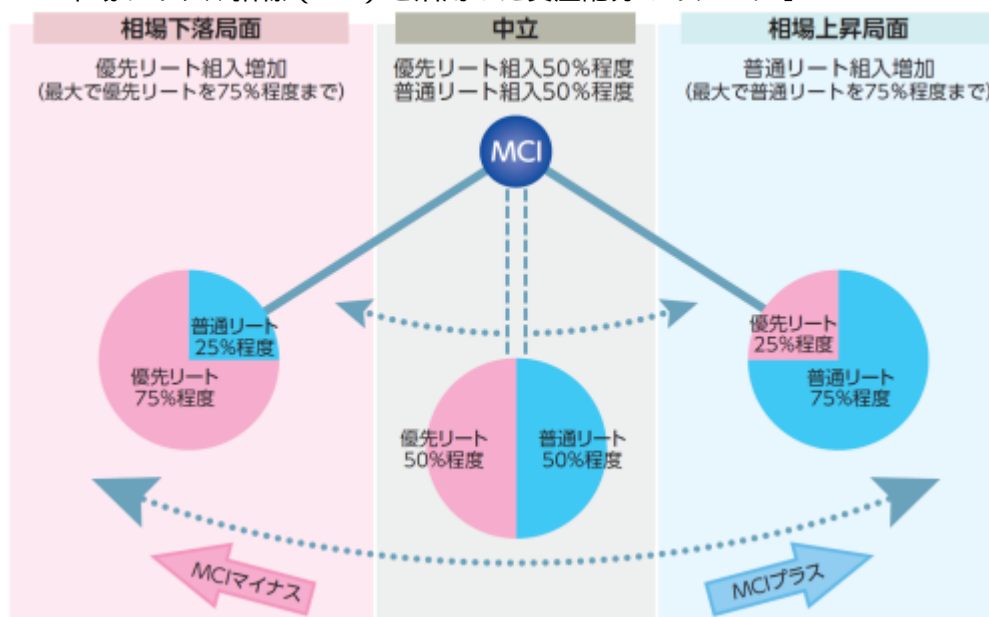 相場下落局面
優先リート組入増加
(最大で優先リートを75%程度まで)
中立
優先リート組入50%程度
普通リート組入50%程度
相場上昇局面
普通リート組入増加
(最大で普通リートを75%程度まで)
MCI
普通リート
25%程度
優先リート
75%程度
優先リート
50%程度
普通リート
50%程度
優先リート
25%程度
普通リート
75%程度
MCIマイナス
MCIプラス